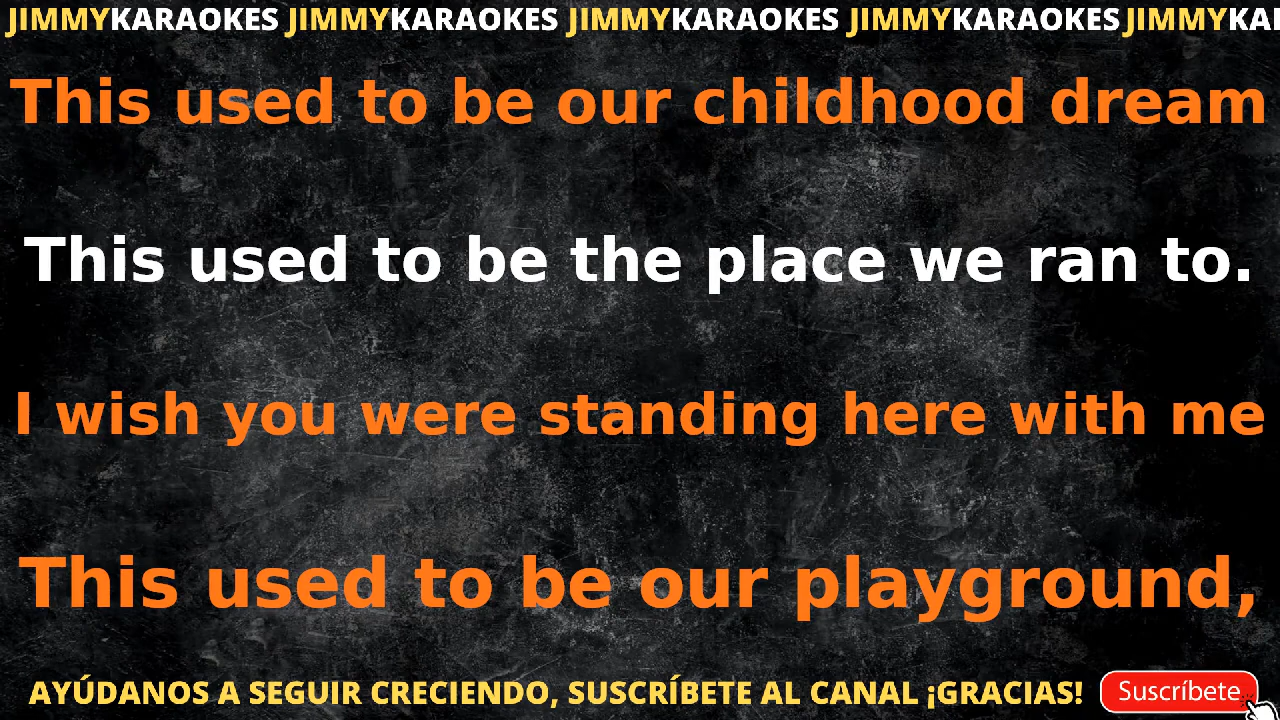 JIMMYKARAOKES JIMMYKARAOKES JIMMYKARAOKES JIMMYKARAOKES JIMMYKA
This used to be our childhood dream
This used to be the place we ran to.
I wish you were standing here with me
This used to be our playground,
AYÚDANOS A SEGUIR CRECIENDO, SUSCRÍBETE AL CANAL ¡GRACIAS! Suscríbete